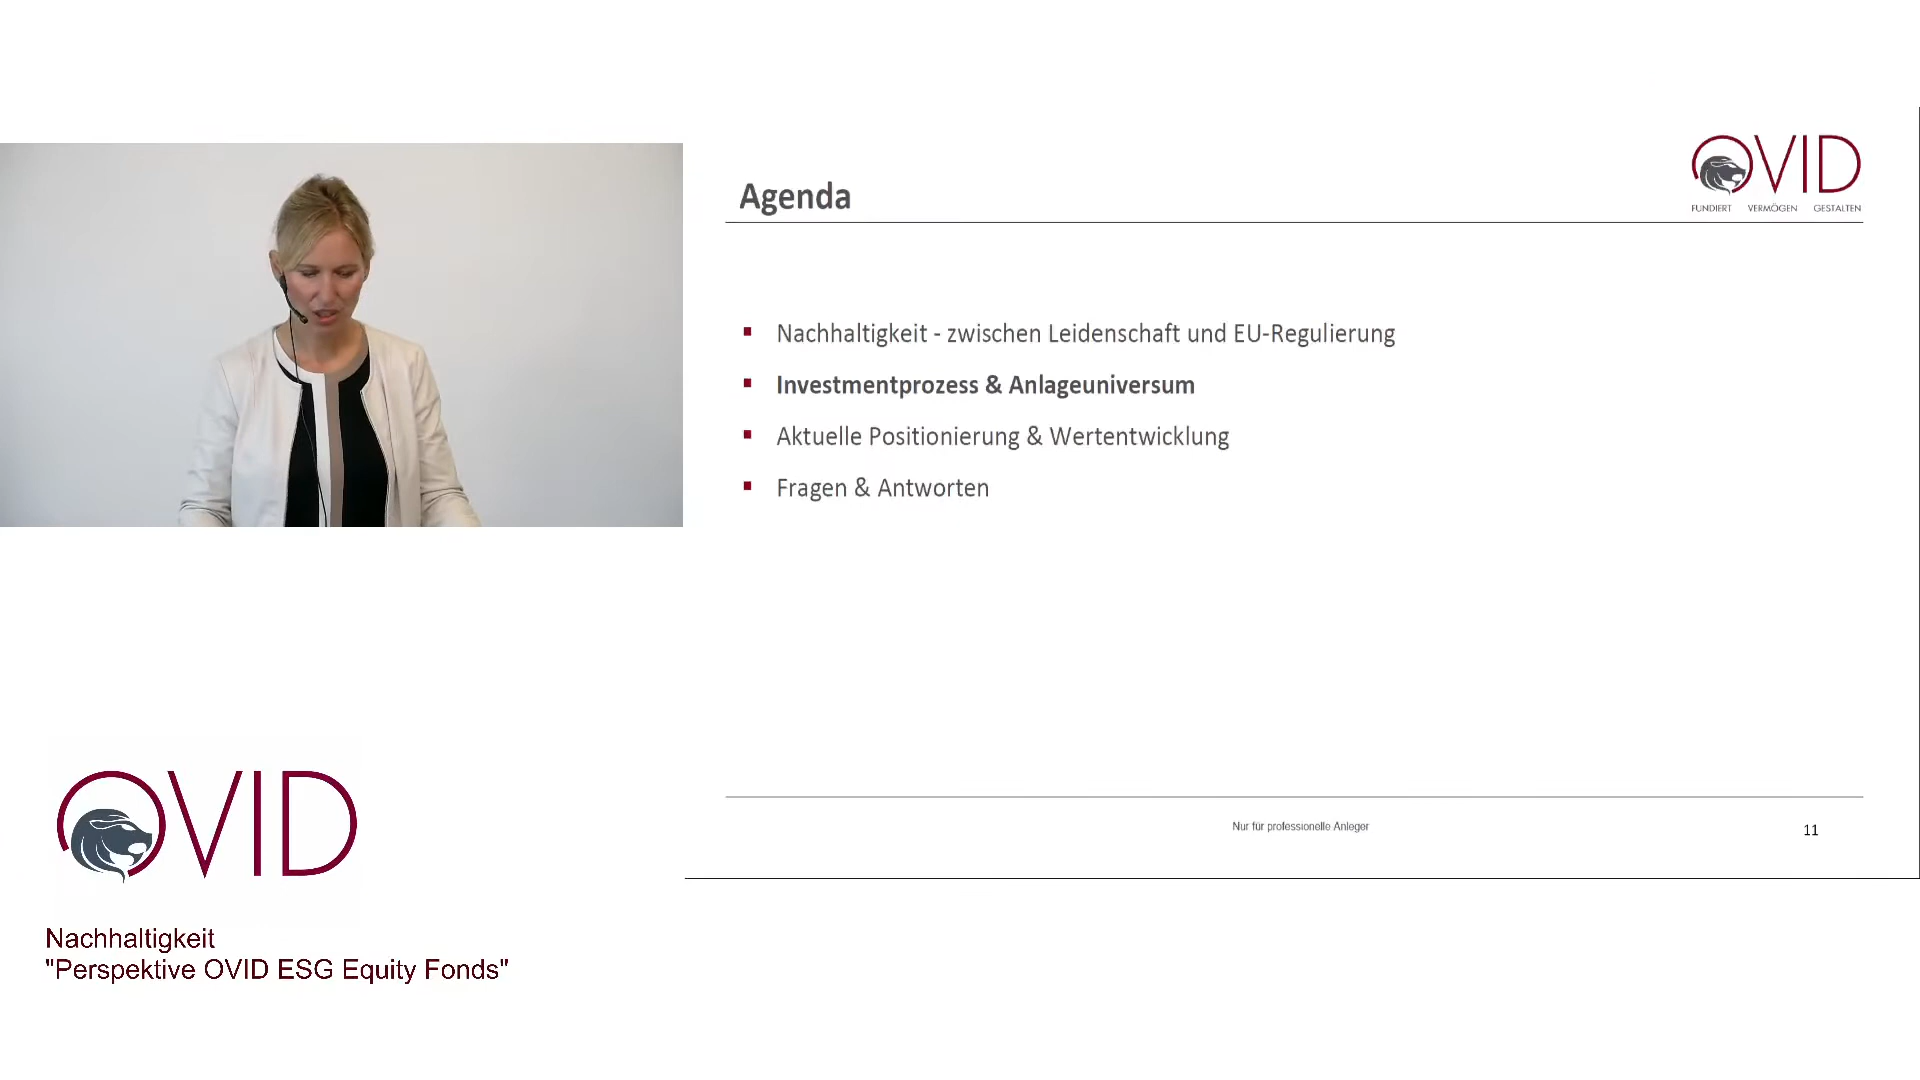 Agenda
OVID
FUNDIERT VERMÖGEN GESTALTEN
Nachhaltigkeit - zwischen Leidenschaft und EU-Regulierung
Investmentprozess & Anlageuniversum
Aktuelle Positionierung & Wertentwicklung
Fragen & Antworten
Nur für professionelle Anleger
11
OVID
Nachhaltigkeit
"Perspektive OVID ESG Equity Fonds"